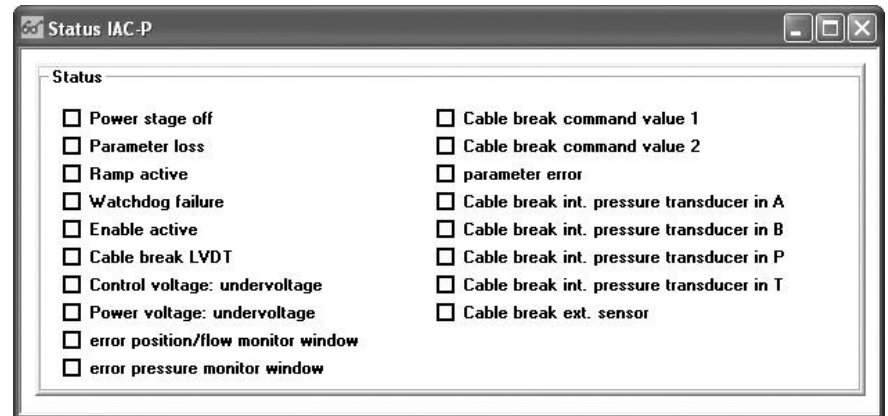 Status IAC-P
Status
Power stage off
Parameter loss
Ramp active
Watchdog failure
Enable active
Cable break LVDT
Control voltage: undervoltage
Power voltage: undervoltage
error position/flow monitor window
error pressure monitor window
Cable break command value 1
Cable break command value 2
parameter error
Cable break int. pressure transducer in A
Cable break int. pressure transducer in B
Cable break int. pressure transducer in P
Cable break int. pressure transducer in T
Cable break ext. sensor